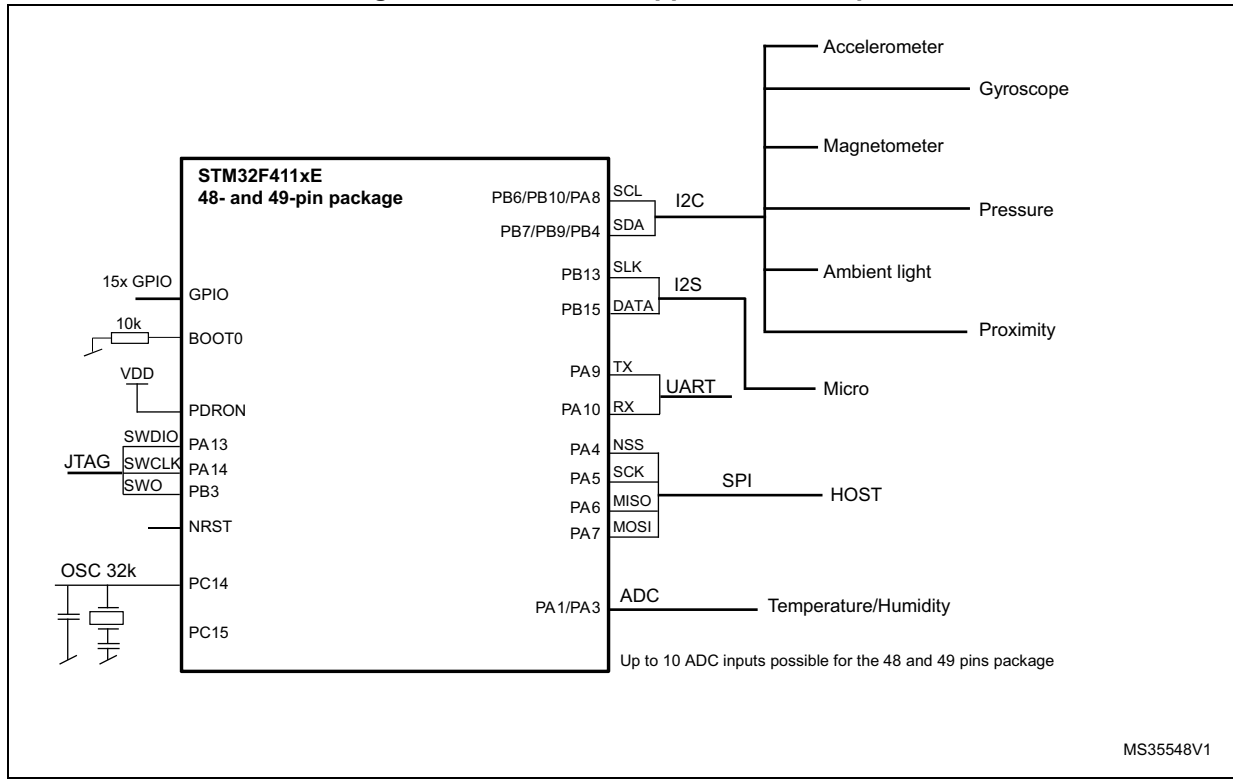 STM32F411xE
48- and 49-pin package
15x GPIO
GPIO
10k
BOOT0
VDD
PDRON
SWDIO
PA13
JTAG
SWCLK
PA14
SWO
PB3
NRST
OSC 32k
PC14
PC15
PB6/PB10/PA8
SCL
PB7/PB9/PB4
SDA
I2C
PB13
SLK
PB15
DATA
I2S
PA9
TX
PA10
RX
UART
PA4
NSS
PA5
SCK
PA6
MISO
PA7
MOSI
SPI
HOST
PA1/PA3
ADC
Temperature/Humidity
Up to 10 ADC inputs possible for the 48 and 49 pins package
Accelerometer
Gyroscope
Magnetometer
Pressure
Ambient light
Proximity
Micro
MS35548V1